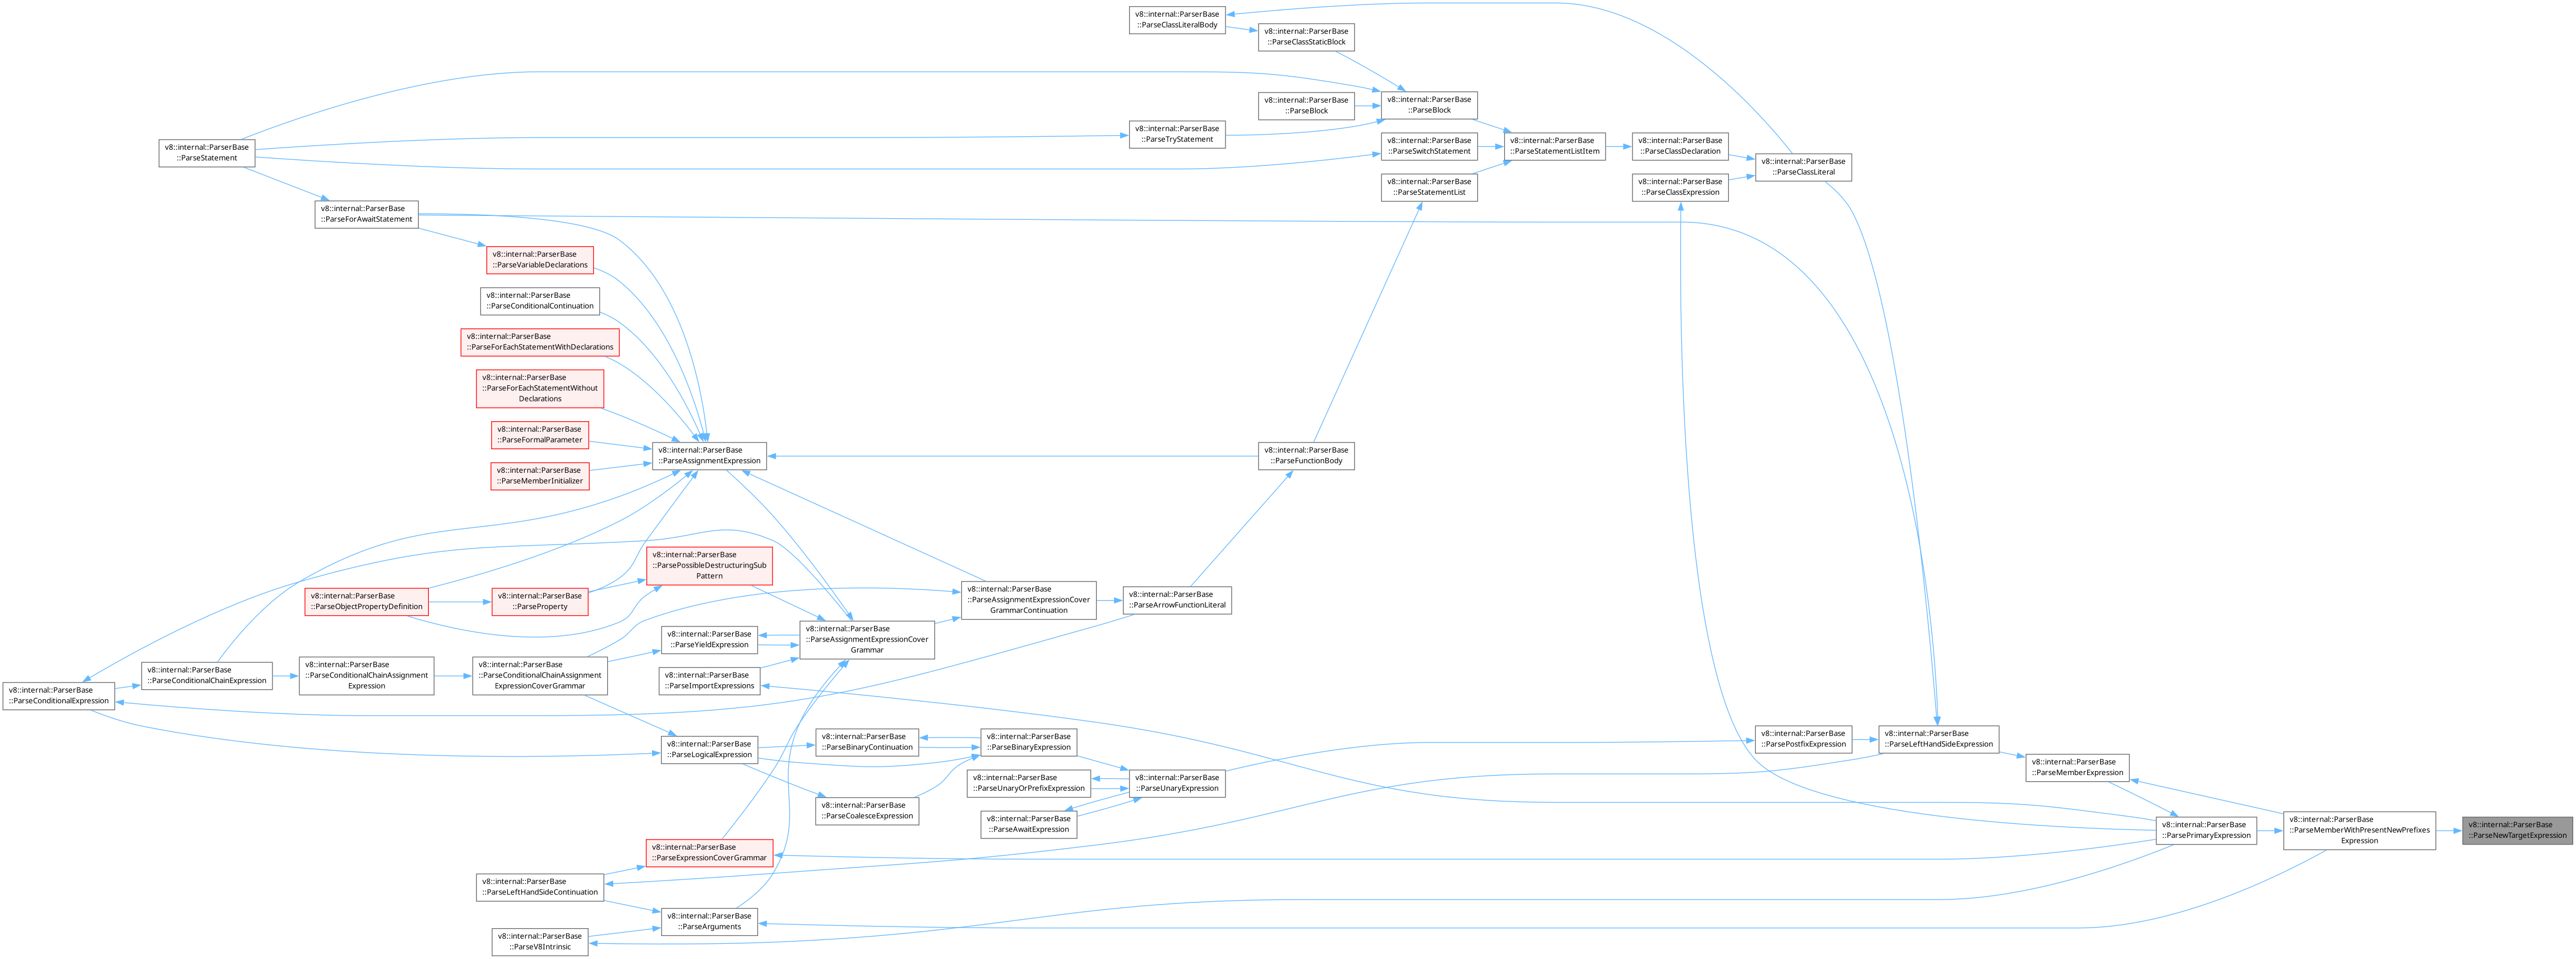 v8::internal::ParserBase
::ParseClassLiteralBody
v8::internal::ParserBase
::ParseClassStaticBlock
v8::internal::ParserBase
::ParseBlock
v8::internal::ParserBase
::ParseBlock
v8::internal::ParserBase
::ParseTryStatement
v8::internal::ParserBase
::ParseStatement
v8::internal::ParserBase
::ParseSwitchStatement
v8::internal::ParserBase
::ParseStatementListItem
v8::internal::ParserBase
::ParseClassDeclaration
v8::internal::ParserBase
::ParseClassLiteral
v8::internal::ParserBase
::ParseStatementList
v8::internal::ParserBase
::ParseClassExpression
v8::internal::ParserBase
::ParseForAwaitStatement
v8::internal::ParserBase
::ParseVariableDeclarations
v8::internal::ParserBase
::ParseConditionalContinuation
v8::internal::ParserBase
::ParseForEachStatementWithDeclarations
v8::internal::ParserBase
::ParseForEachStatementWithout
Declarations
v8::internal::ParserBase
::ParseFormalParameter
v8::internal::ParserBase
::ParseMemberInitializer
v8::internal::ParserBase
::ParseAssignmentExpression
v8::internal::ParserBase
::ParseFunctionBody
v8::internal::ParserBase
::ParsePossibleDestructuringSub
Pattern
v8::internal::ParserBase
::ParseObjectPropertyDefinition
v8::internal::ParserBase
::ParseProperty
v8::internal::ParserBase
::ParseAssignmentExpressionCover
GrammarContinuation
v8::internal::ParserBase
::ParseArrowFunctionLiteral
v8::internal::ParserBase
::ParseYieldExpression
v8::internal::ParserBase
::ParseAssignmentExpressionCover
Grammar
v8::internal::ParserBase
::ParseConditionalExpression
v8::internal::ParserBase
::ParseConditionalChainExpression
v8::internal::ParserBase
::ParseConditionalChainAssignment
Expression
v8::internal::ParserBase
::ParseConditionalChainAssignment
ExpressionCoverGrammar
v8::internal::ParserBase
::ParseImportExpressions
v8::internal::ParserBase
::ParseLogicalExpression
v8::internal::ParserBase
::ParseBinaryContinuation
v8::internal::ParserBase
::ParseBinaryExpression
v8::internal::ParserBase
::ParsePostfixExpression
v8::internal::ParserBase
::ParseLeftHandSideExpression
v8::internal::ParserBase
::ParseUnaryOrPrefixExpression
v8::internal::ParserBase
::ParseUnaryExpression
v8::internal::ParserBase
::ParseMemberExpression
v8::internal::ParserBase
::ParseCoalesceExpression
v8::internal::ParserBase
::ParseAwaitExpression
v8::internal::ParserBase
::ParsePrimaryExpression
v8::internal::ParserBase
::ParseMemberWithPresentNewPrefixes
Expression
v8::internal::ParserBase
::ParseNewTargetExpression
v8::internal::ParserBase
::ParseExpressionCoverGrammar
v8::internal::ParserBase
::ParseLeftHandSideContinuation
v8::internal::ParserBase
::ParseArguments
v8::internal::ParserBase
::ParseV8Intrinsic